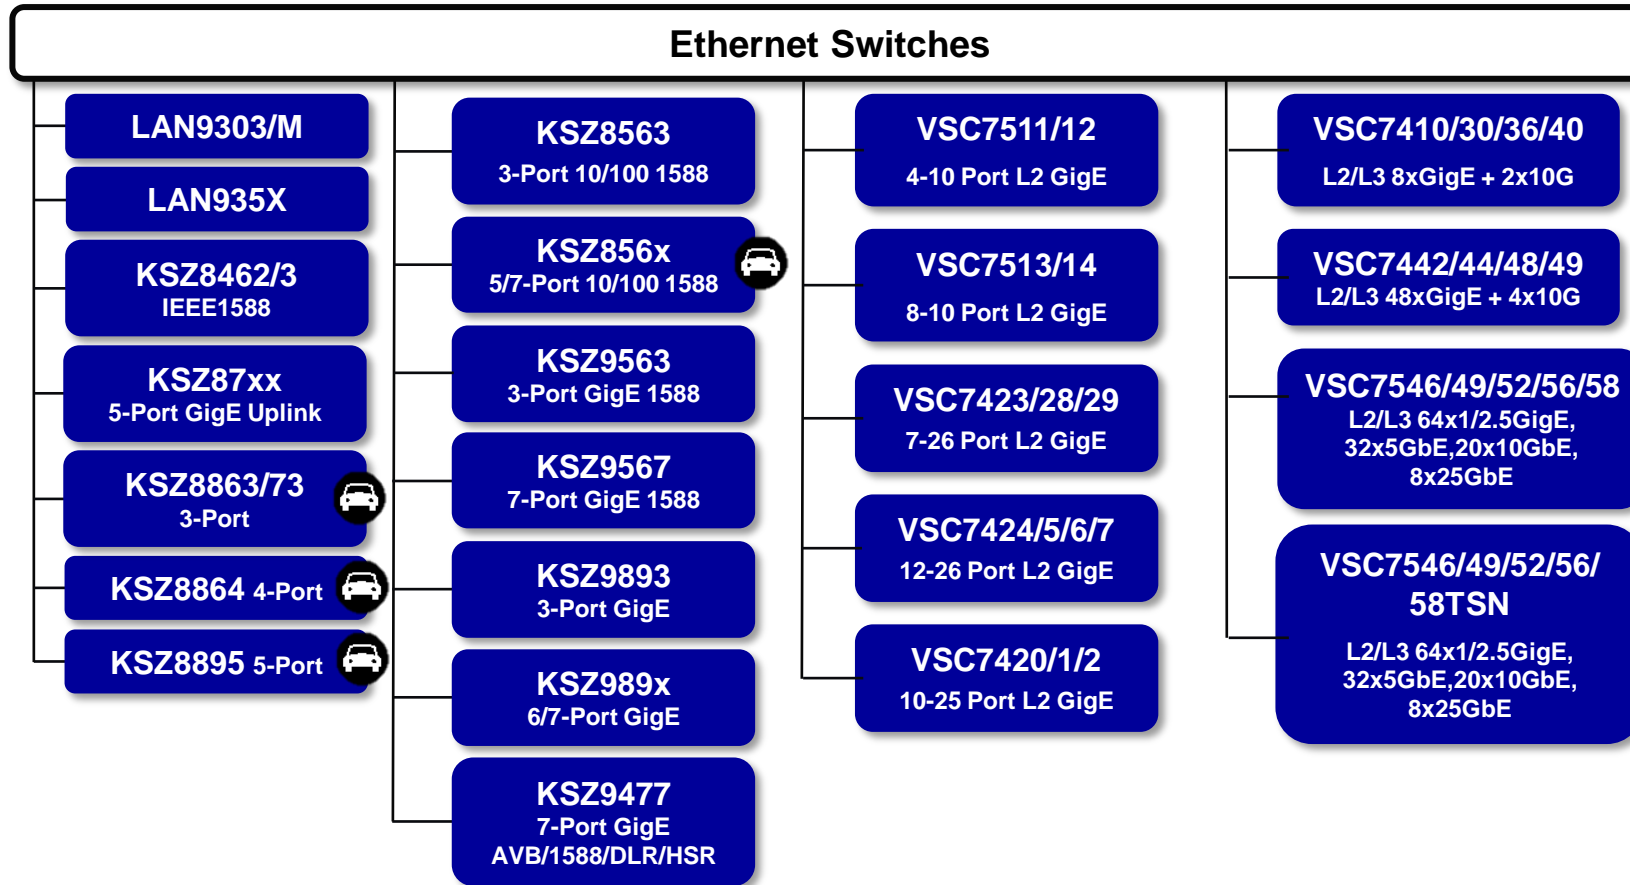 Ethernet Switches
LAN9303/M
LAN935X
KSZ8462/3
IEEE1588
KSZ87xx
5-Port GigE Uplink
KSZ8863/73
3-Port
KSZ8864 4-Port
KSZ8895 5-Port
KSZ8563
3-Port 10/100 1588
KSZ856x
5/7-Port 10/100 1588
KSZ9563
3-Port GigE 1588
KSZ9567
7-Port GigE 1588
KSZ9893
3-Port GigE
KSZ989x
6/7-Port GigE
KSZ9477
7-Port GigE
AVB/1588/DLR/HSR
VSC7511/12
4-10 Port L2 GigE
VSC7513/14
8-10 Port L2 GigE
VSC7423/28/29
7-26 Port L2 GigE
VSC7424/5/6/7
12-26 Port L2 GigE
VSC7420/1/2
10-25 Port L2 GigE
VSC7410/30/36/40
L2/L3 8xGigE + 2x10G
VSC7442/44/48/49
L2/L3 48xGigE + 4x10G
VSC7546/49/52/56/58
L2/L3 64x1/2.5GigE,
32x5GbE,20x10GbE,
8x25GbE
VSC7546/49/52/56/
58TSN
L2/L3 64x1/2.5GigE,
32x5GbE,20x10GbE,
8x25GbE